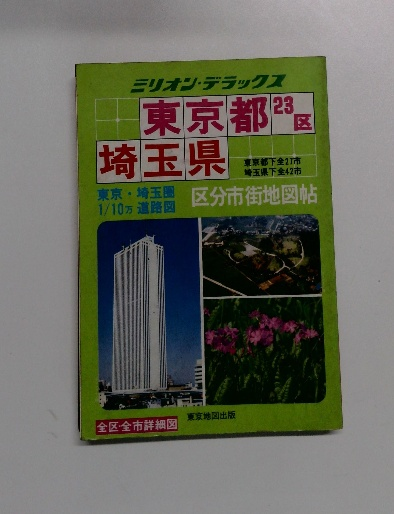 ミリオン・デラックス
東京都23区
埼玉県
東京都下全27市
埼玉県下全42市
東京・埼玉圏
1/10万 道路図
区分市街地図帖
全区・全市詳細図
東京地図出版